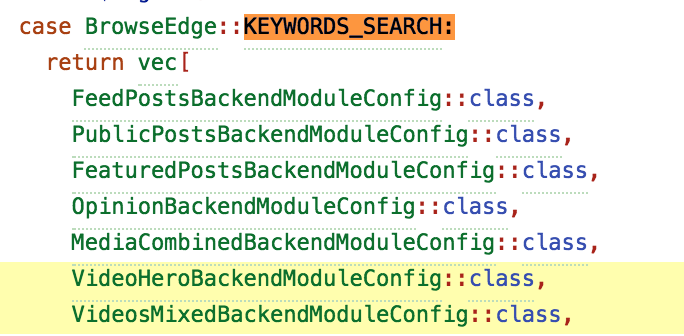 case BrowseEdge::KEYWORDS_SEARCH:
return vec[
FeedPostsBackendModuleConfig::class,
PublicPostsBackendModuleConfig::class,
FeaturedPostsBackendModuleConfig::class,
OpinionBackendModuleConfig::class,
MediaCombinedBackendModuleConfig::class,
VideoHeroBackendModuleConfig::class,
VideosMixedBackendModuleConfig::class,